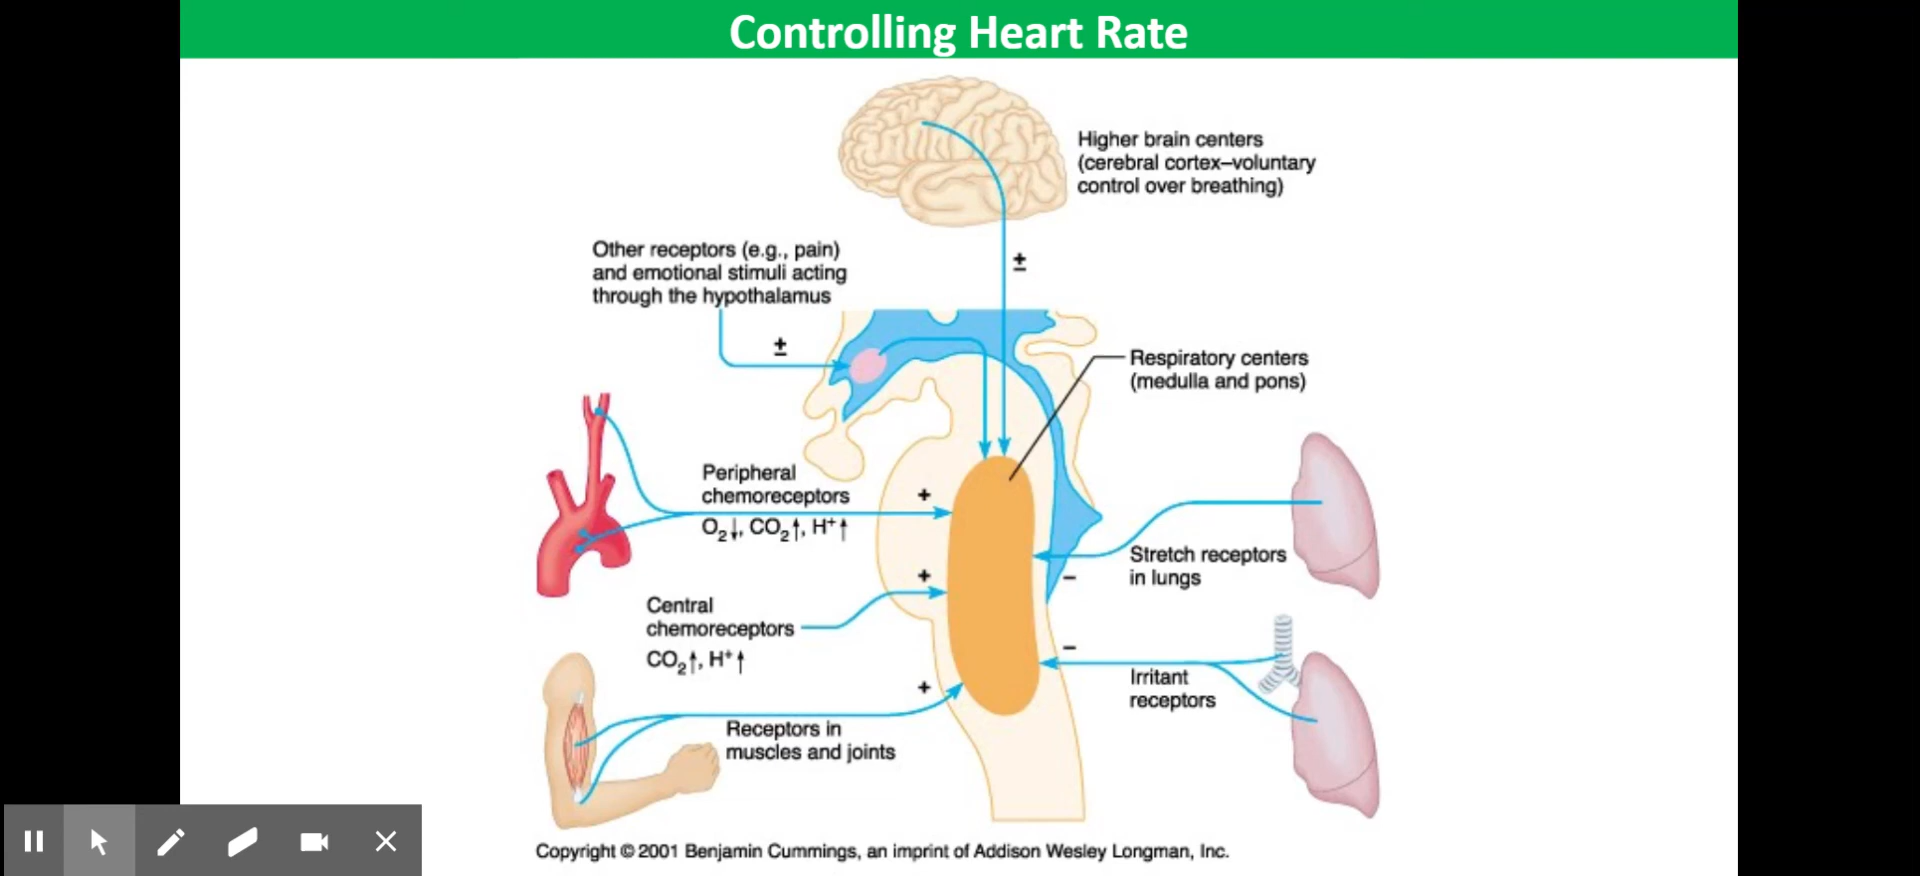 Controlling Heart Rate
Higher brain centers
(cerebral cortex–voluntary
control over breathing)
Other receptors (e.g., pain)
and emotional stimuli acting
through the hypothalamus
±
±
Respiratory centers
(medulla and pons)
Peripheral
chemoreceptors
O₂↓, CO₂↑, H⁺↑
+
Stretch receptors
in lungs
–
Central
chemoreceptors
CO₂↑, H⁺↑
+
–
Irritant
receptors
+
Receptors in
muscles and joints
Copyright © 2001 Benjamin Cummings, an imprint of Addison Wesley Longman, Inc.